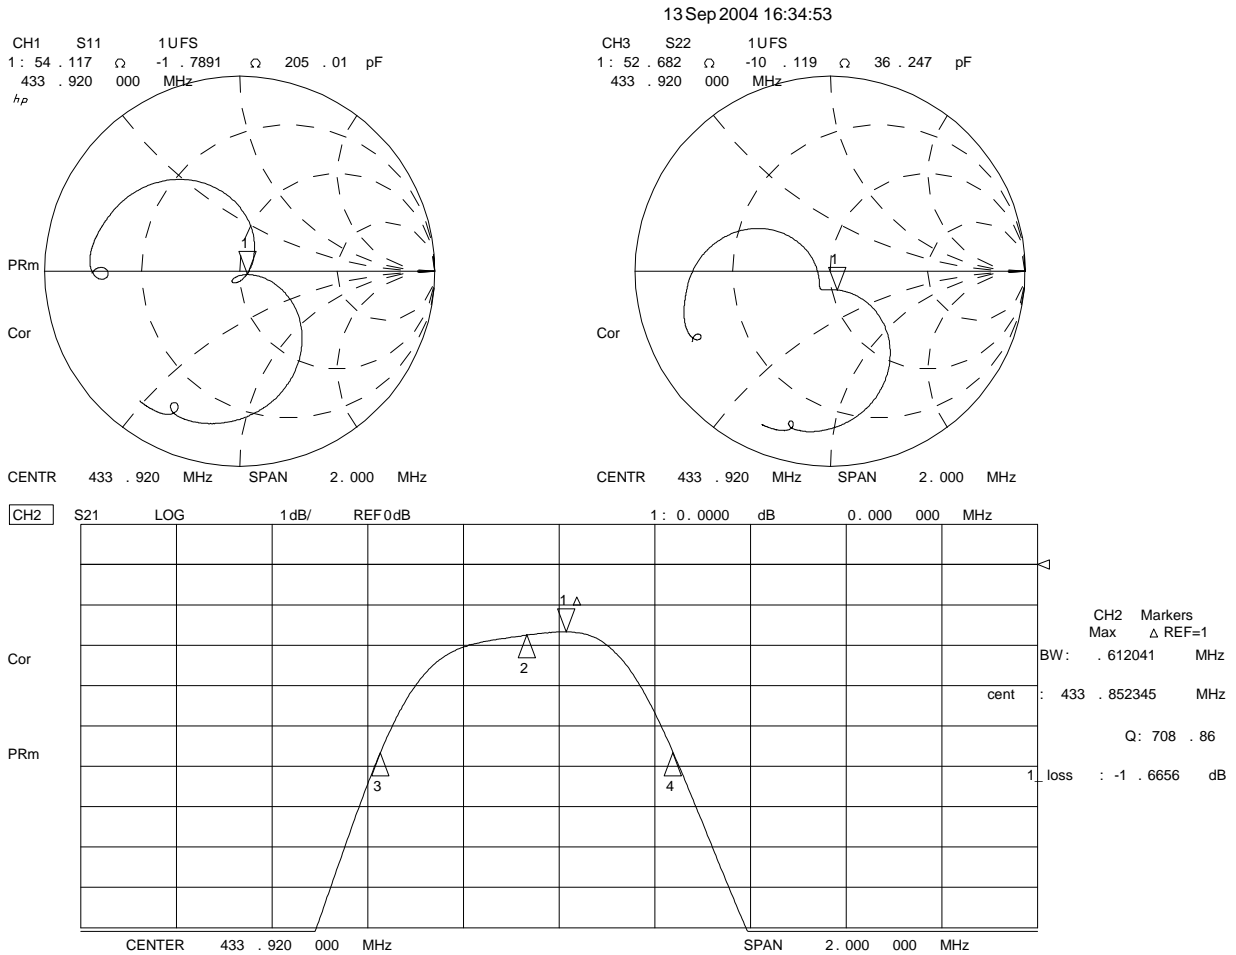 13 Sep 2004 16:34:53
CH1 S11 1 U FS
1 : 54 . 117 Ω -1 . 7891 Ω 205 . 01 pF
433 . 920 000 MHz
hp
1
PRm
Cor
CENTR 433 . 920 MHz SPAN 2 . 000 MHz
CH3 S22 1 U FS
1 : 52 . 682 Ω -10 . 119 Ω 36 . 247 pF
433 . 920 000 MHz
1
Cor
CENTR 433 . 920 MHz SPAN 2 . 000 MHz
CH2 S21 LOG 1 dB/ REF 0 dB 1 : 0 . 0000 dB 0 . 000 000 MHz
1 Δ
2
3
4
Cor
PRm
CH2 Markers
Max Δ REF=1
BW : . 612041 MHz
cent : 433 . 852345 MHz
Q : 708 . 86
1_ loss : -1 . 6656 dB
CENTER 433 . 920 000 MHz SPAN 2 . 000 000 MHz